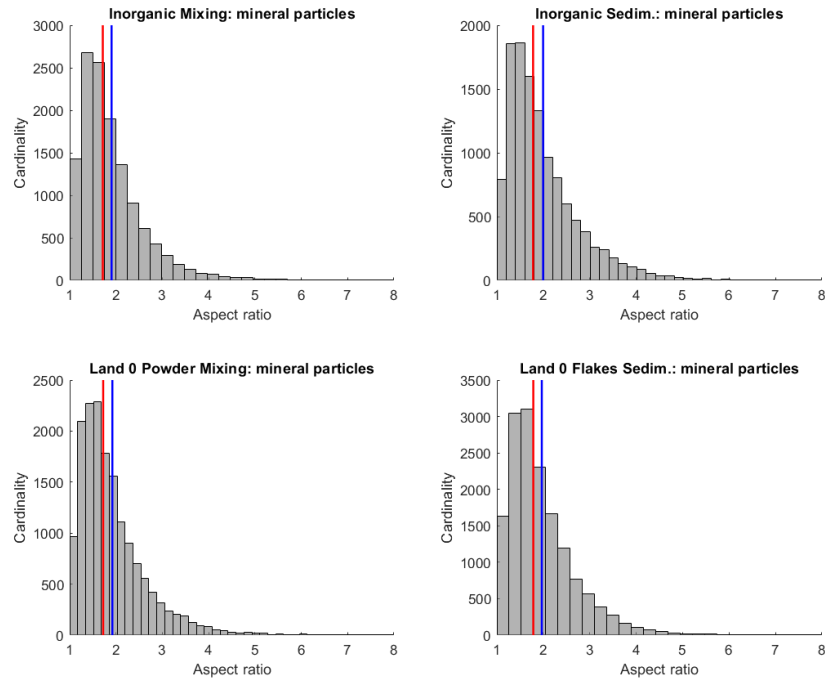 Inorganic Mixing: mineral particles
3000
2500
2000
1500
1000
500
0
Cardinality
1 2 3 4 5 6 7 8
Aspect ratio
Inorganic Sedim.: mineral particles
2000
1500
1000
500
0
Cardinality
1 2 3 4 5 6 7 8
Aspect ratio
Land 0 Powder Mixing: mineral particles
2500
2000
1500
1000
500
0
Cardinality
1 2 3 4 5 6 7 8
Aspect ratio
Land 0 Flakes Sedim.: mineral particles
3500
3000
2500
2000
1500
1000
500
0
Cardinality
1 2 3 4 5 6 7 8
Aspect ratio